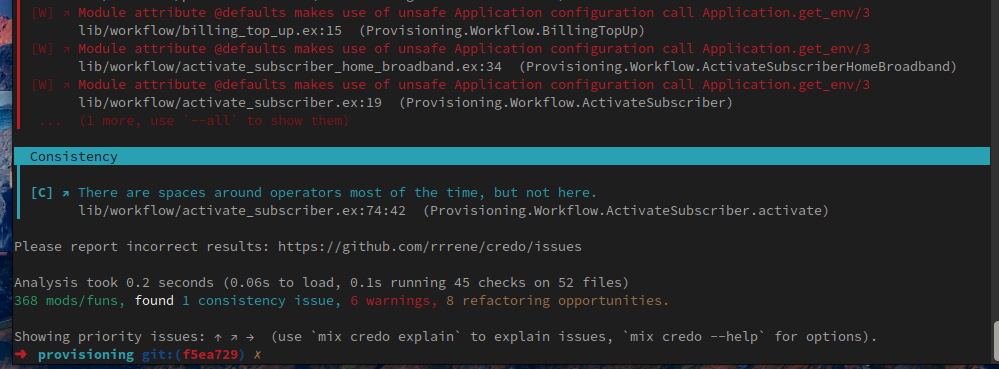 [W] ↗ Module attribute @defaults makes use of unsafe Application configuration call Application.get_env/3
lib/workflow/billing_top_up.ex:15 (Provisioning.Workflow.BillingTopUp)
[W] ↗ Module attribute @defaults makes use of unsafe Application configuration call Application.get_env/3
lib/workflow/activate_subscriber_home_broadband.ex:34 (Provisioning.Workflow.ActivateSubscriberHomeBroadband)
[W] ↗ Module attribute @defaults makes use of unsafe Application configuration call Application.get_env/3
lib/workflow/activate_subscriber.ex:19 (Provisioning.Workflow.ActivateSubscriber)
... (1 more, use `--all` to show them)
Consistency
[C] ↗ There are spaces around operators most of the time, but not here.
lib/workflow/activate_subscriber.ex:74:42 (Provisioning.Workflow.ActivateSubscriber.activate)
Please report incorrect results: https://github.com/rrrene/credo/issues
Analysis took 0.2 seconds (0.06s to load, 0.1s running 45 checks on 52 files)
368 mods/funs, found 1 consistency issue, 6 warnings, 8 refactoring opportunities.
Showing priority issues: ↑ ↗ → (use `mix credo explain` to explain issues, `mix credo --help` for options).
➜ provisioning git:(f5ea729) ✗